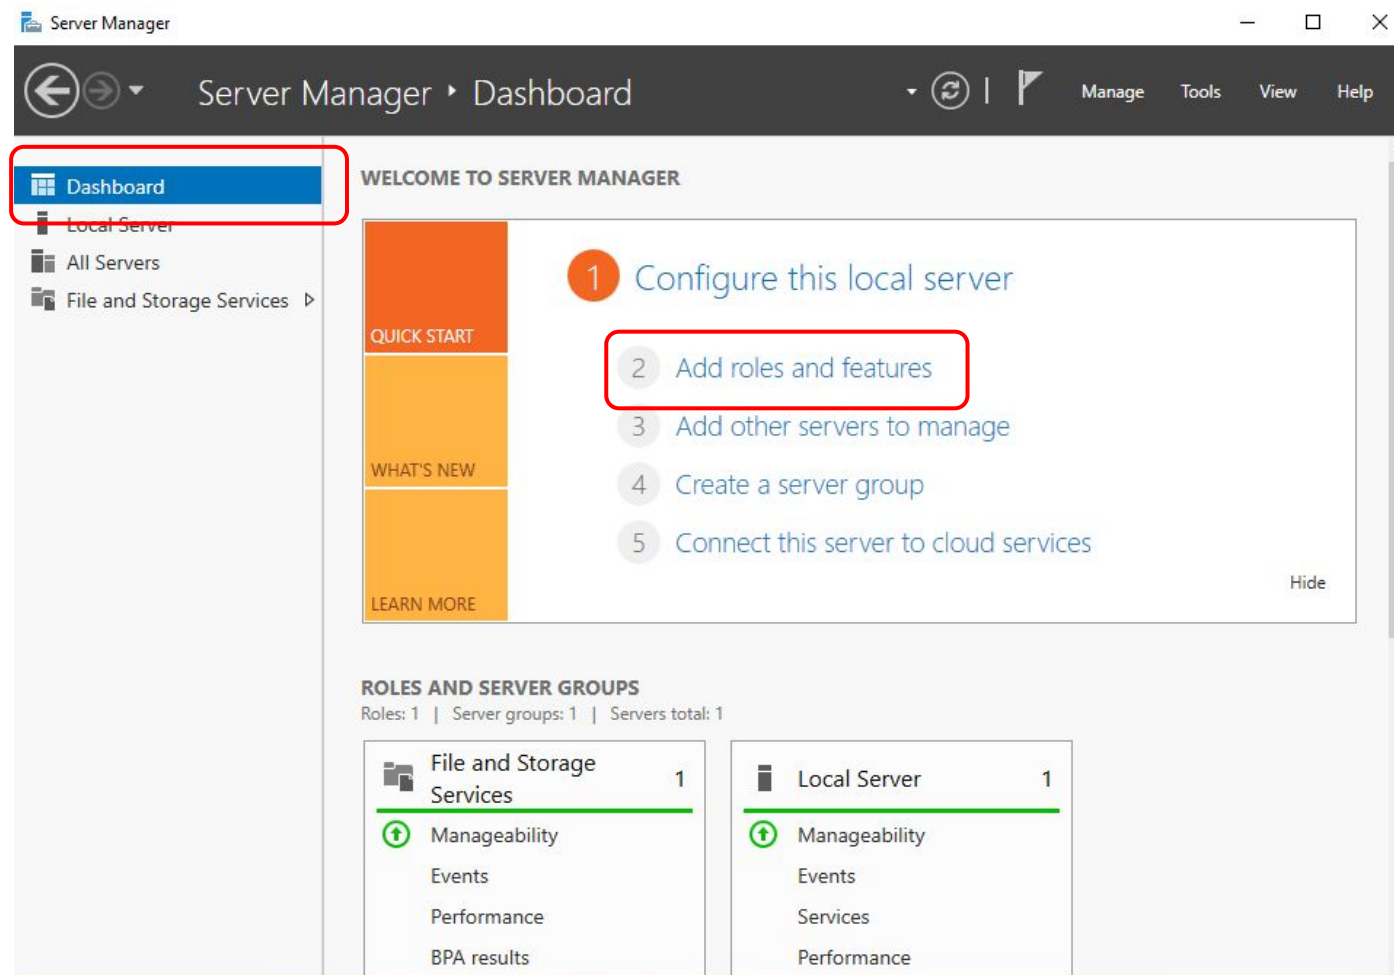 Server Manager
Server Manager ‣ Dashboard
Manage Tools View Help
Dashboard
Local Server
All Servers
File and Storage Services
WELCOME TO SERVER MANAGER
QUICK START
WHAT'S NEW
LEARN MORE
1 Configure this local server
2 Add roles and features
3 Add other servers to manage
4 Create a server group
5 Connect this server to cloud services
Hide
ROLES AND SERVER GROUPS
Roles: 1 | Server groups: 1 | Servers total: 1
File and Storage
Services 1
Manageability
Events
Performance
BPA results
Local Server 1
Manageability
Events
Services
Performance